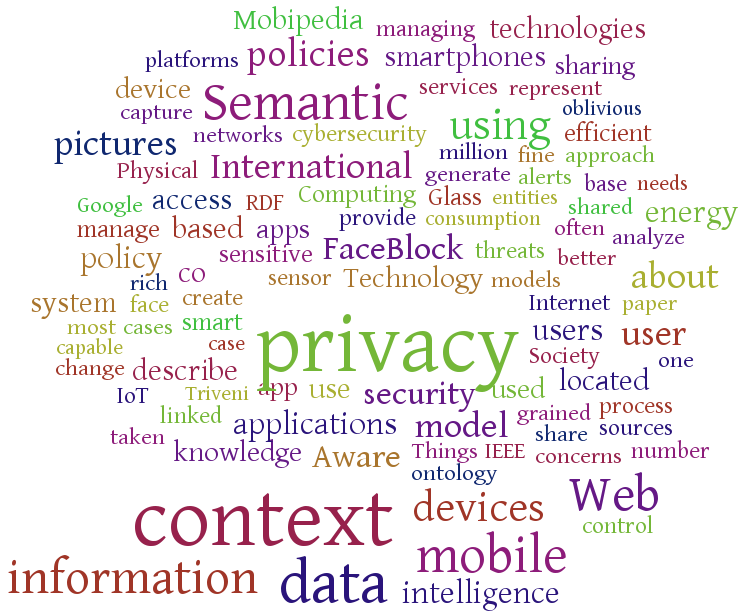 Mobipedia managing technologies
platforms policies smartphones sharing
device capture Semantic services represent oblivious
pictures networks cybersecurity using efficient
Physical International million fine approach
generate alerts base needs
Google access RDF Computing Glass entities shared energy
manage based apps provide consumption often analyze
policy sensitive FaceBlock threats better about
rich co sensor Technology models
system face create Internet paper
most cases smart privacy users user
capable case Society one
change describe located
IoT Triveni app use security used
linked applications model grained process
taken knowledge Aware Things IEEE share sources
concerns number
ontology
context devices Web
control
information data mobile
intelligence